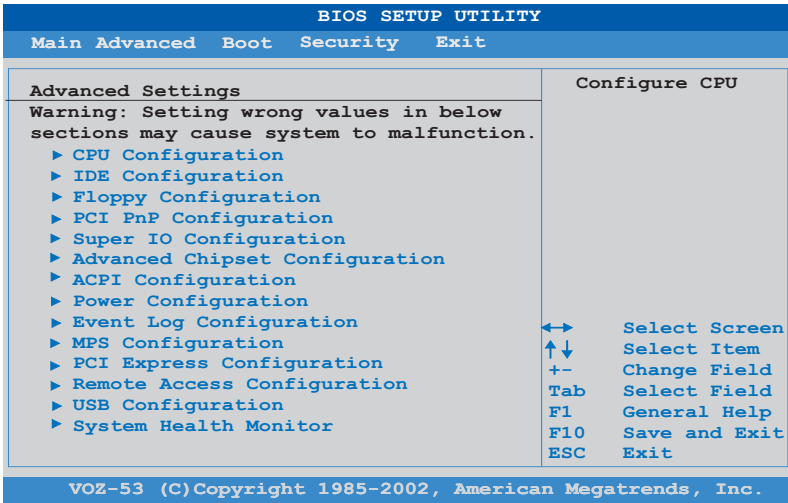 BIOS SETUP UTILITY
Main Advanced Boot Security Exit
Advanced Settings
Warning: Setting wrong values in below
sections may cause system to malfunction.
CPU Configuration
IDE Configuration
Floppy Configuration
PCI PnP Configuration
Super IO Configuration
Advanced Chipset Configuration
ACPI Configuration
Power Configuration
Event Log Configuration
MPS Configuration
PCI Express Configuration
Remote Access Configuration
USB Configuration
System Health Monitor
Configure CPU
Select Screen
Select Item
+- Change Field
Tab Select Field
F1 General Help
F10 Save and Exit
ESC Exit
VOZ-53 (C)Copyright 1985-2002, American Megatrends, Inc.